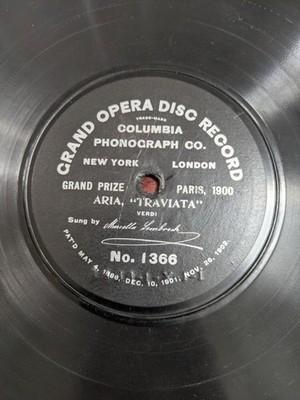 GRAND OPERA DISC RECORD
TRADE-MARK
COLUMBIA
PHONOGRAPH CO.
NEW YORK LONDON
GRAND PRIZE PARIS, 1900
ARIA, "TRAVIATA"
VERDI
Sung by Marcella Sembrich
No. 1366
PAT'D MAY 4, 1886, DEC. 10, 1901, NOV. 25, 1902.